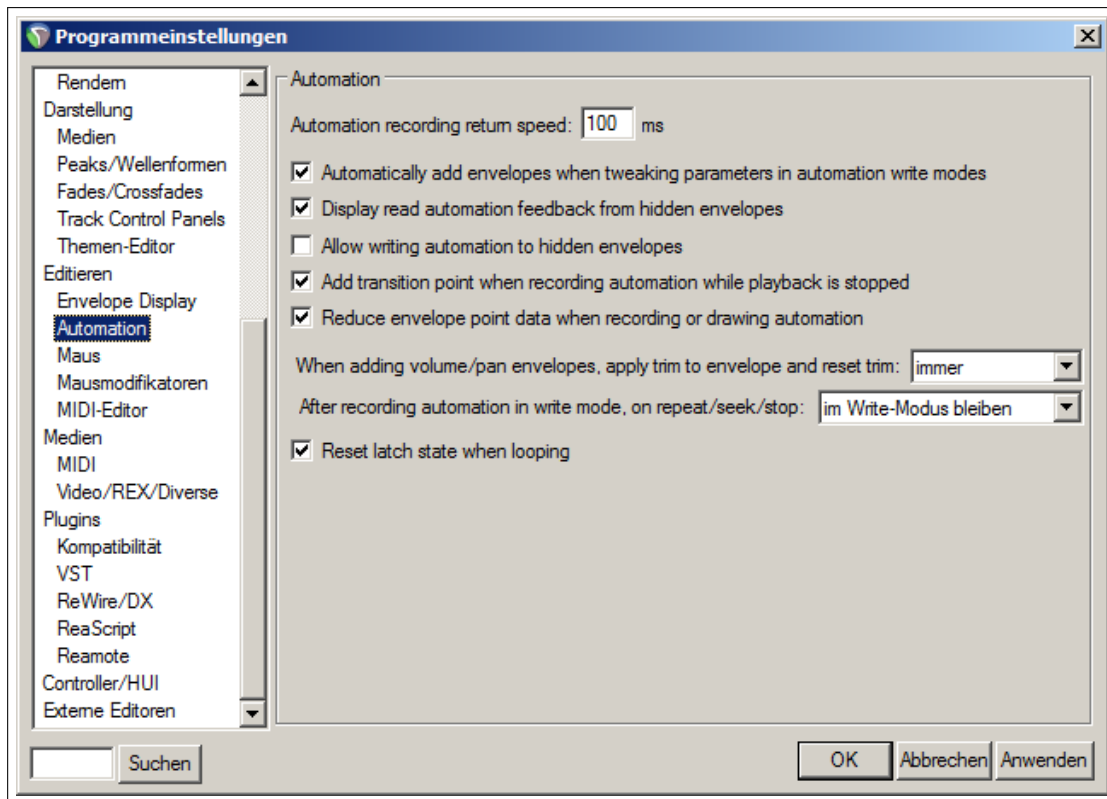 Programmeinstellungen
Rendern
Darstellung
Medien
Peaks/Wellenformen
Fades/Crossfades
Track Control Panels
Themen-Editor
Editieren
Envelope Display
Automation
Maus
Mausmodifikatoren
MIDI-Editor
Medien
MIDI
Video/REX/Diverse
Plugins
Kompatibilität
VST
ReWire/DX
ReaScript
Reamote
Controller/HUI
Externe Editoren
Suchen
Automation
Automation recording return speed: 100 ms
Automatically add envelopes when tweaking parameters in automation write modes
Display read automation feedback from hidden envelopes
Allow writing automation to hidden envelopes
Add transition point when recording automation while playback is stopped
Reduce envelope point data when recording or drawing automation
When adding volume/pan envelopes, apply trim to envelope and reset trim: immer
After recording automation in write mode, on repeat/seek/stop: im Write-Modus bleiben
Reset latch state when looping
OK Abbrechen Anwenden